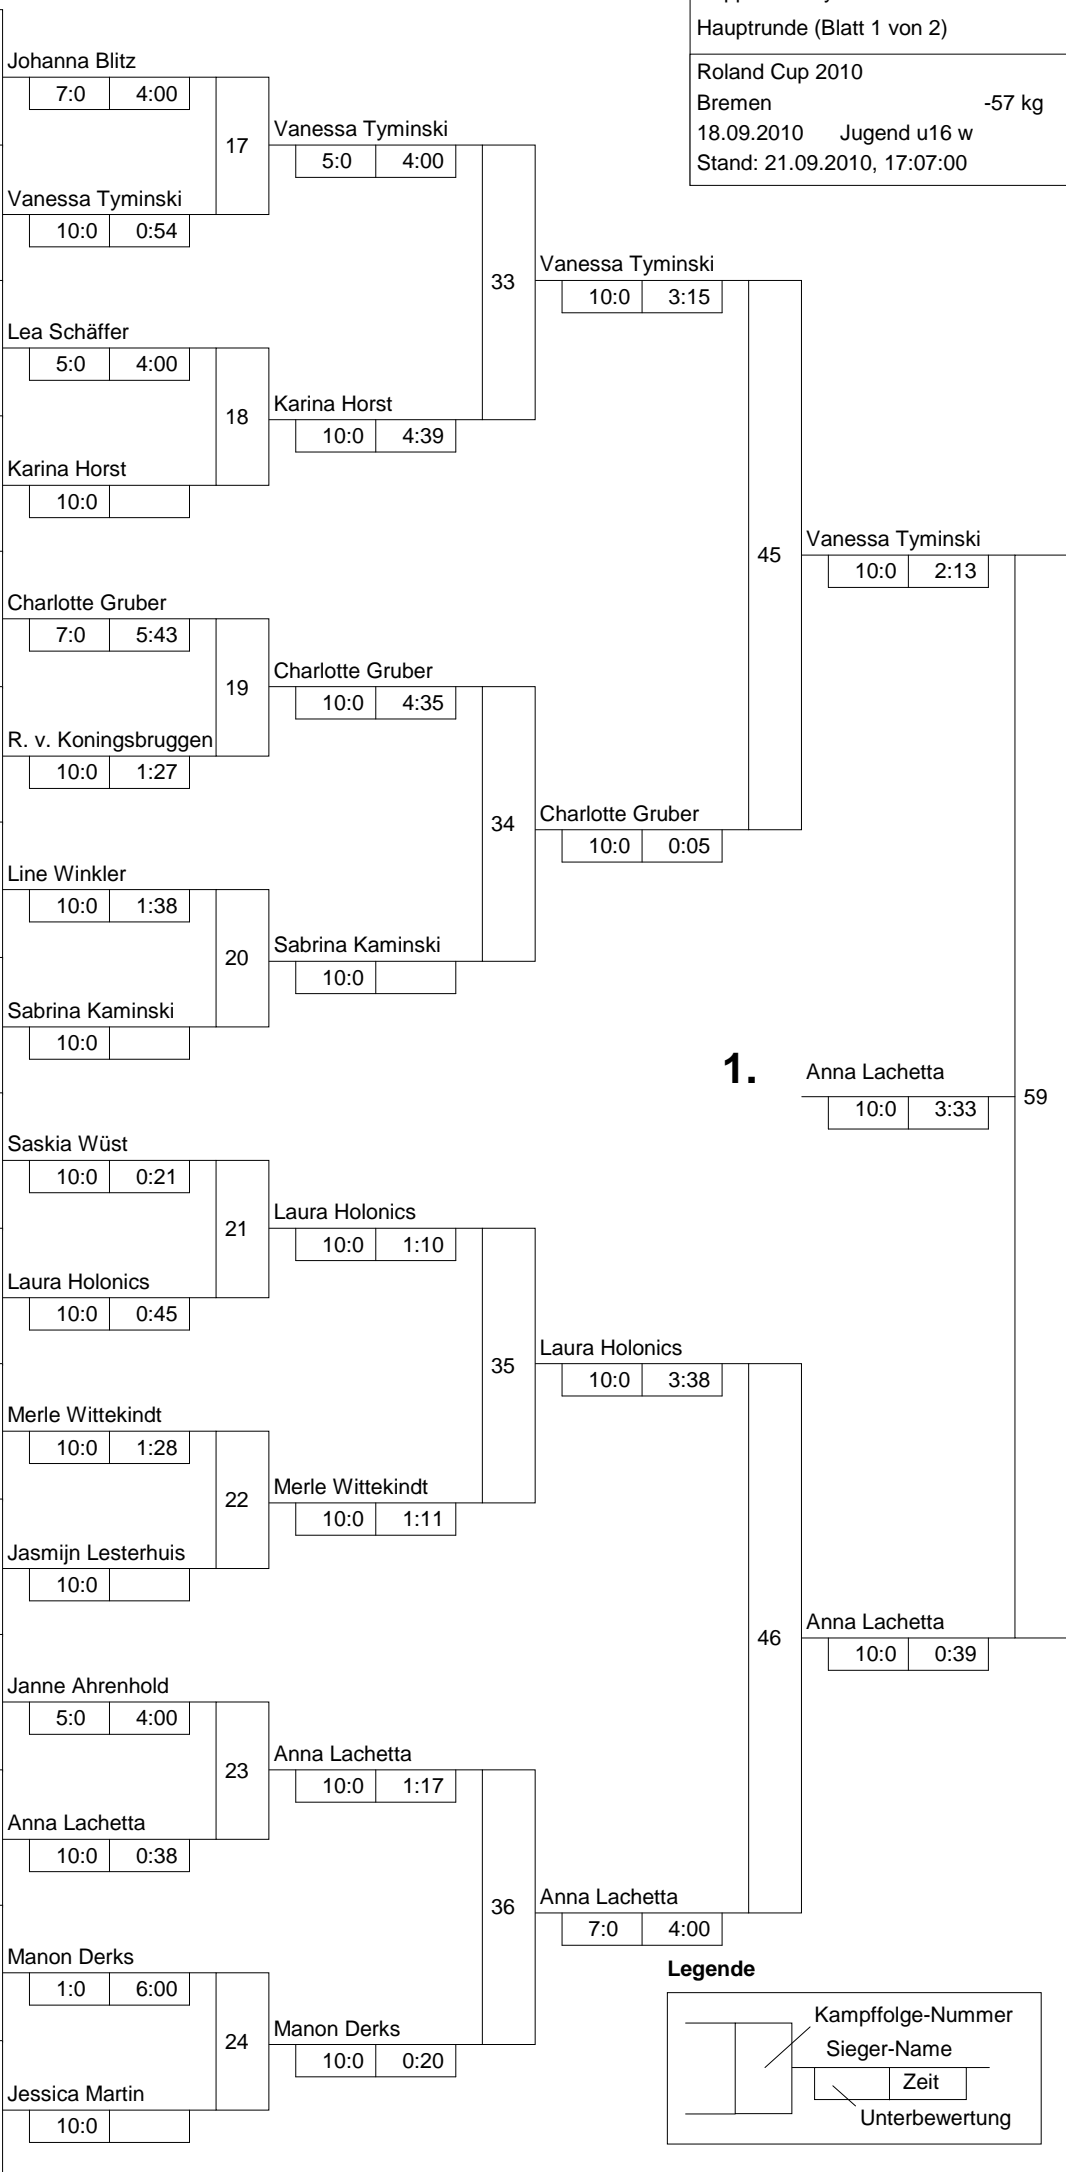 Hauptrunde (Blatt 1 von 2)
Roland Cup 2010
Bremen -57 kg
18.09.2010 Jugend u16 w
Stand: 21.09.2010, 17:07:00
Johanna Blitz
7:0 4:00
17
Vanessa Tyminski
5:0 4:00
Vanessa Tyminski
10:0 0:54
33
Vanessa Tyminski
10:0 3:15
Lea Schäffer
5:0 4:00
18
Karina Horst
10:0 4:39
Karina Horst
10:0
45
Vanessa Tyminski
10:0 2:13
Charlotte Gruber
7:0 5:43
19
Charlotte Gruber
10:0 4:35
R. v. Koningsbruggen
10:0 1:27
34
Charlotte Gruber
10:0 0:05
Line Winkler
10:0 1:38
20
Sabrina Kaminski
10:0
Sabrina Kaminski
10:0
1.
Anna Lachetta
10:0 3:33
59
Saskia Wüst
10:0 0:21
21
Laura Holonics
10:0 1:10
Laura Holonics
10:0 0:45
35
Laura Holonics
10:0 3:38
Merle Wittekindt
10:0 1:28
22
Merle Wittekindt
10:0 1:11
Jasmijn Lesterhuis
10:0
46
Anna Lachetta
10:0 0:39
Janne Ahrenhold
5:0 4:00
23
Anna Lachetta
10:0 1:17
Anna Lachetta
10:0 0:38
36
Anna Lachetta
7:0 4:00
Manon Derks
1:0 6:00
24
Manon Derks
10:0 0:20
Jessica Martin
10:0
Legende
Kampffolge-Nummer
Sieger-Name
Zeit
Unterbewertung